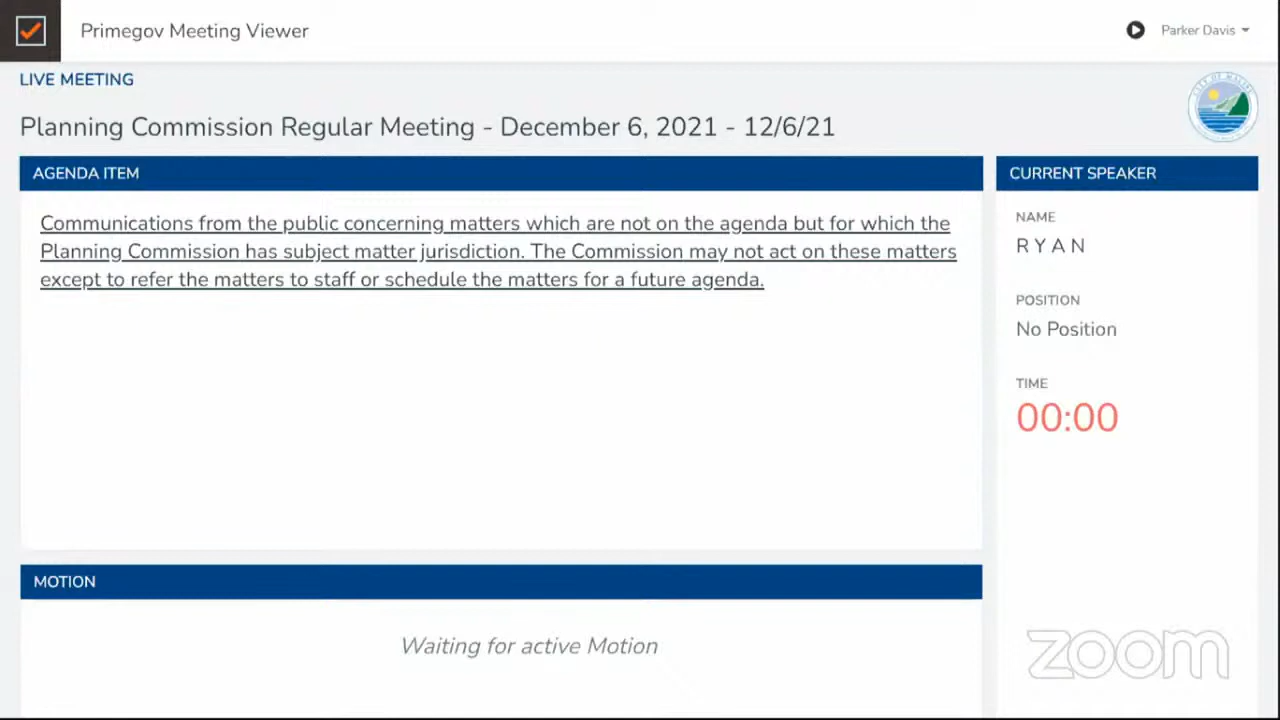 Primegov Meeting Viewer
Parker Davis
LIVE MEETING
Planning Commission Regular Meeting - December 6, 2021 - 12/6/21
AGENDA ITEM
Communications from the public concerning matters which are not on the agenda but for which the
Planning Commission has subject matter jurisdiction. The Commission may not act on these matters
except to refer the matters to staff or schedule the matters for a future agenda.
CURRENT SPEAKER
NAME
R Y A N
POSITION
No Position
TIME
00:00
MOTION
Waiting for active Motion
zoom